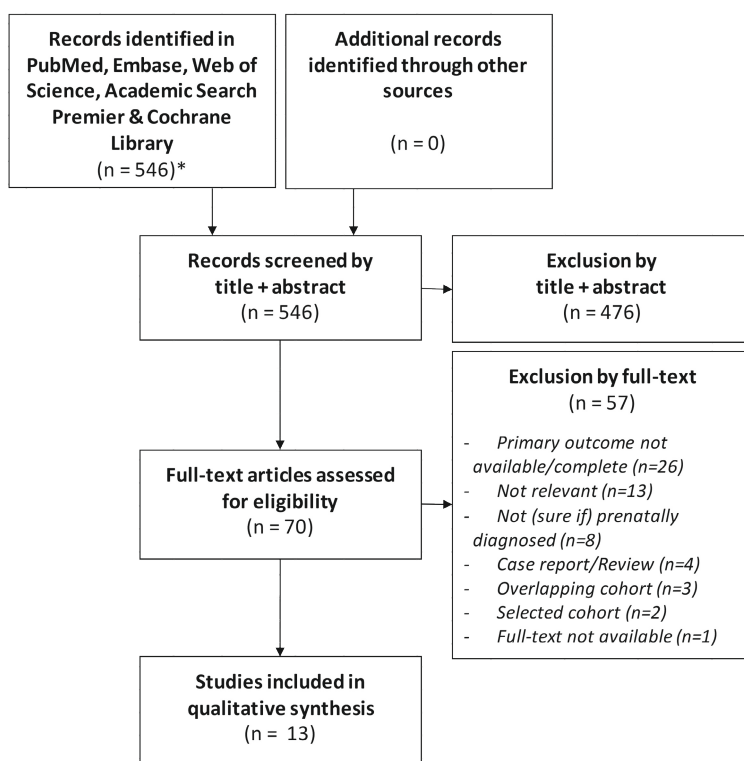 Records identified in
PubMed, Embase, Web of
Science, Academic Search
Premier & Cochrane
Library
(n = 546)*
Additional records
identified through other
sources
(n = 0)
Records screened by
title + abstract
(n = 546)
Exclusion by
title + abstract
(n = 476)
Exclusion by full-text
(n = 57)
- Primary outcome not
available/complete (n=26)
- Not relevant (n=13)
- Not (sure if) prenatally
diagnosed (n=8)
- Case report/Review (n=4)
- Overlapping cohort (n=3)
- Selected cohort (n=2)
- Full-text not available (n=1)
Full-text articles assessed
for eligibility
(n = 70)
Studies included in
qualitative synthesis
(n = 13)